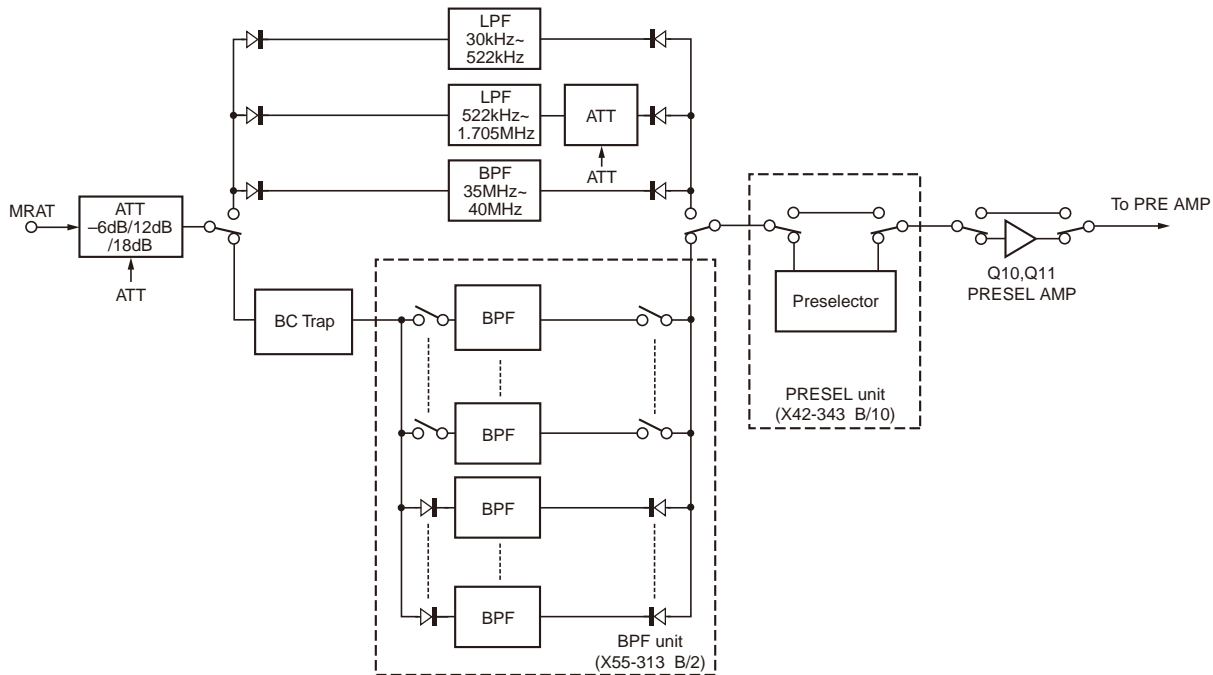 LPF
30kHz~
522kHz
LPF
522kHz~
1.705MHz
ATT
ATT
BPF
35MHz~
40MHz
MRAT
ATT
–6dB/12dB
/18dB
ATT
BC Trap
BPF
BPF
BPF
BPF
BPF unit
(X55-313 B/2)
Preselector
PRESEL unit
(X42-343 B/10)
Q10,Q11
PRESEL AMP
To PRE AMP